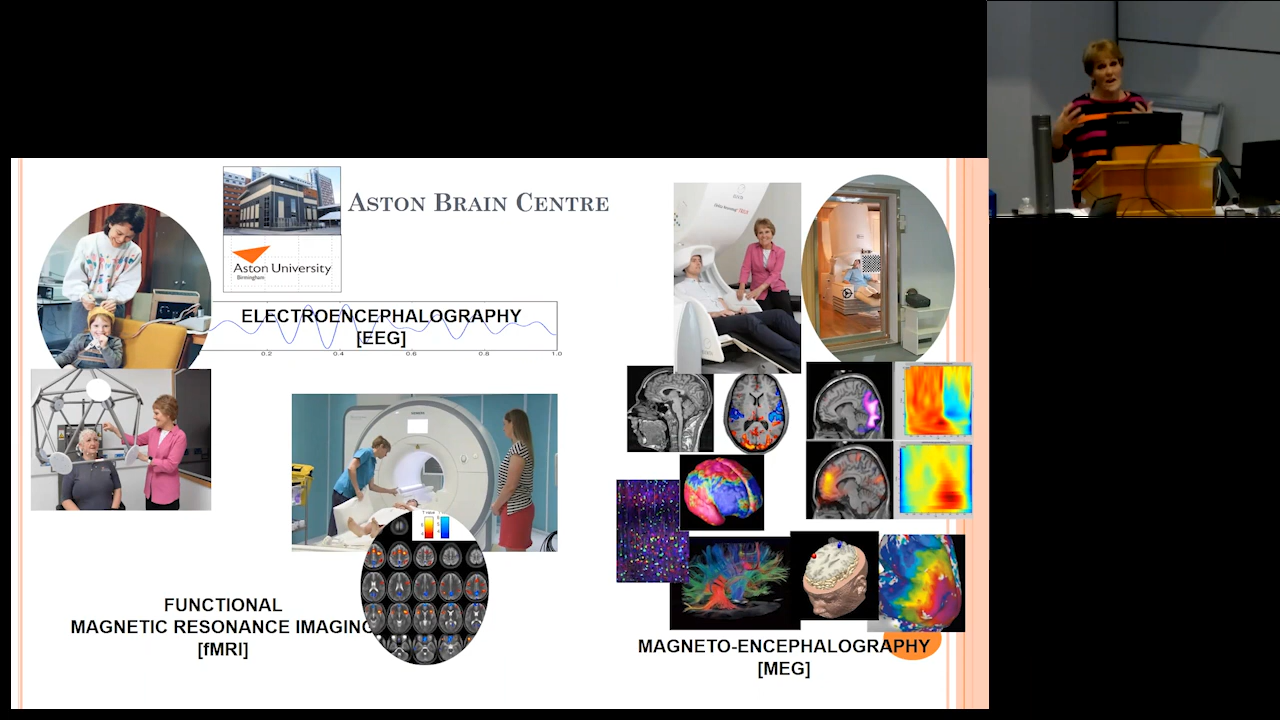 ASTON BRAIN CENTRE
Aston University
Birmingham
ELECTROENCEPHALOGRAPHY
[EEG]
0.2 0.4 0.6 0.8 1.0
FUNCTIONAL
MAGNETIC RESONANCE IMAGING
[fMRI]
MAGNETO-ENCEPHALOGRAPHY
[MEG]